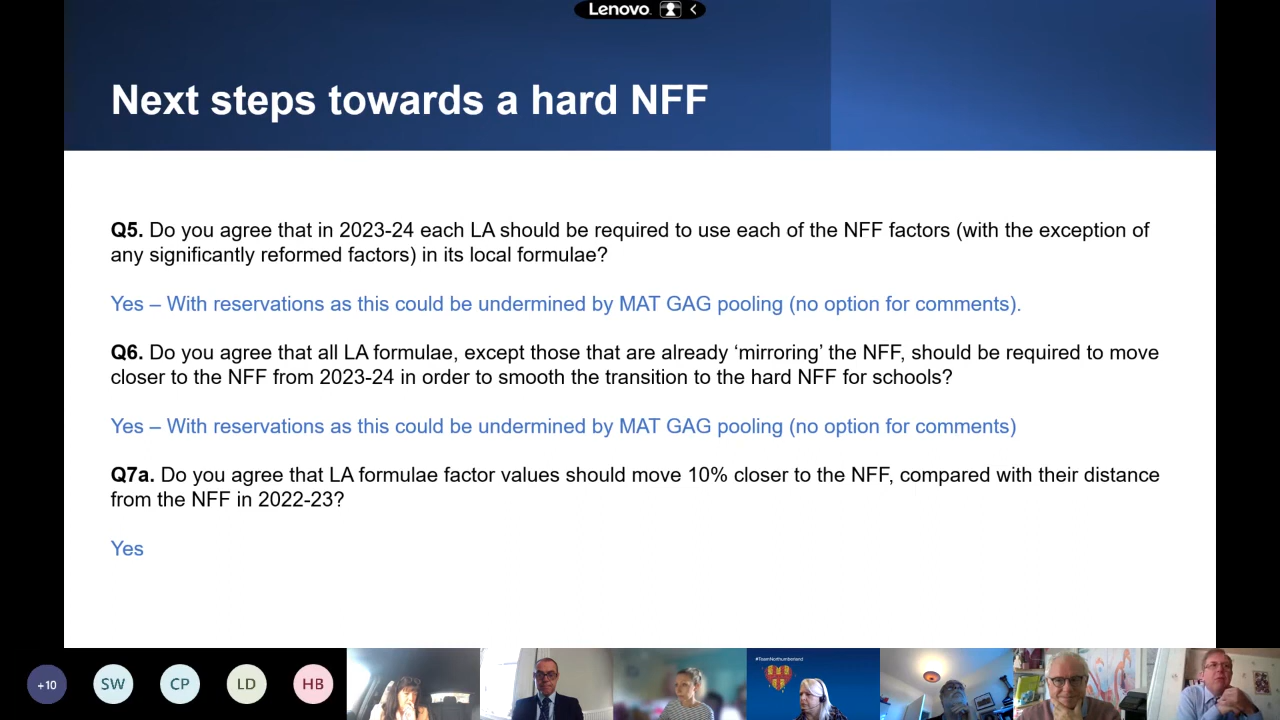 Lenovo
Next steps towards a hard NFF
Q5. Do you agree that in 2023-24 each LA should be required to use each of the NFF factors (with the exception of
any significantly reformed factors) in its local formulae?
Yes – With reservations as this could be undermined by MAT GAG pooling (no option for comments).
Q6. Do you agree that all LA formulae, except those that are already ‘mirroring’ the NFF, should be required to move
closer to the NFF from 2023-24 in order to smooth the transition to the hard NFF for schools?
Yes – With reservations as this could be undermined by MAT GAG pooling (no option for comments)
Q7a. Do you agree that LA formulae factor values should move 10% closer to the NFF, compared with their distance
from the NFF in 2022-23?
Yes
+10
SW
CP
LD
HB
#TeamNorthumberland